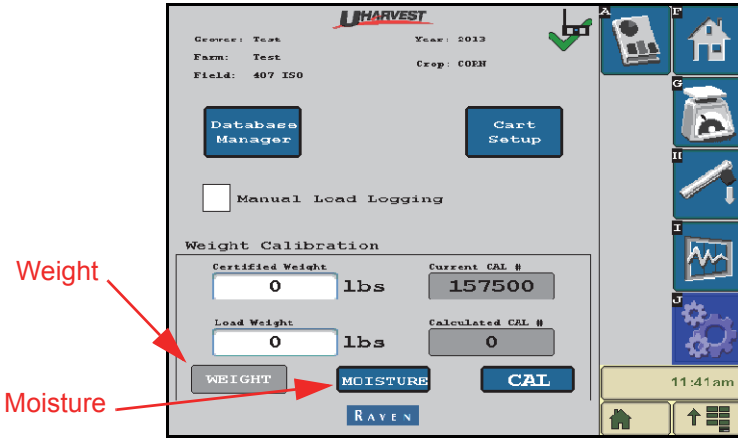 UHARVEST
Grower: Test
Year: 2013
Farm: Test
Crop: CORN
Field: 407 ISO
Database Manager
Cart Setup
Manual Load Logging
Weight Calibration
Certified Weight
Current CAL #
0 lbs
157500
Load Weight
Calculated CAL #
0 lbs
0
WEIGHT
MOISTURE
CAL
RAVEN
Weight
Moisture
A
F
G
H
I
J
11:41am